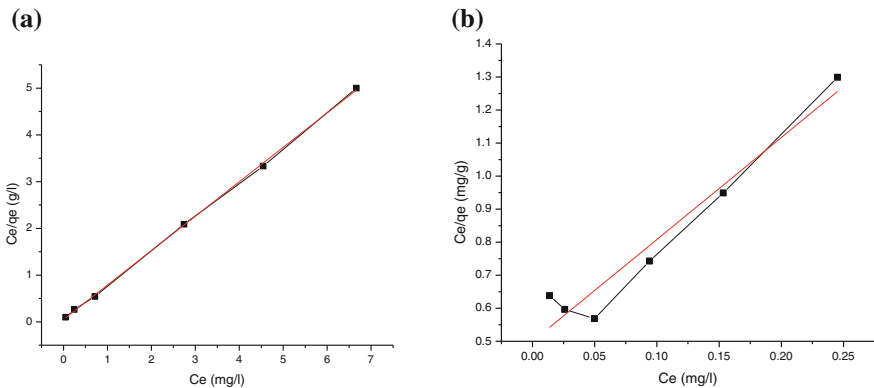 (a)
Ce/qe (g/l)
5
4
3
2
1
0
0 1 2 3 4 5 6 7
Ce (mg/l)
(b)
Ce/qe (mg/g)
1.4
1.3
1.2
1.1
1.0
0.9
0.8
0.7
0.6
0.5
0.00 0.05 0.10 0.15 0.20 0.25
Ce (mg/l)